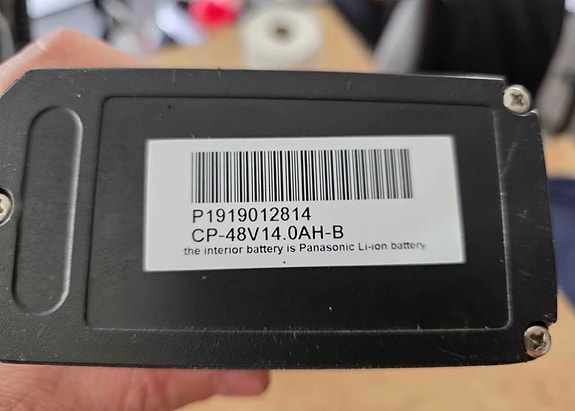 P1919012814
CP-48V14.0AH-B
the interior battery is Panasonic Li-ion battery